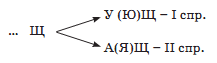 У (Ю)Щ – I спр.
... Щ
А(Я)Щ – II спр.